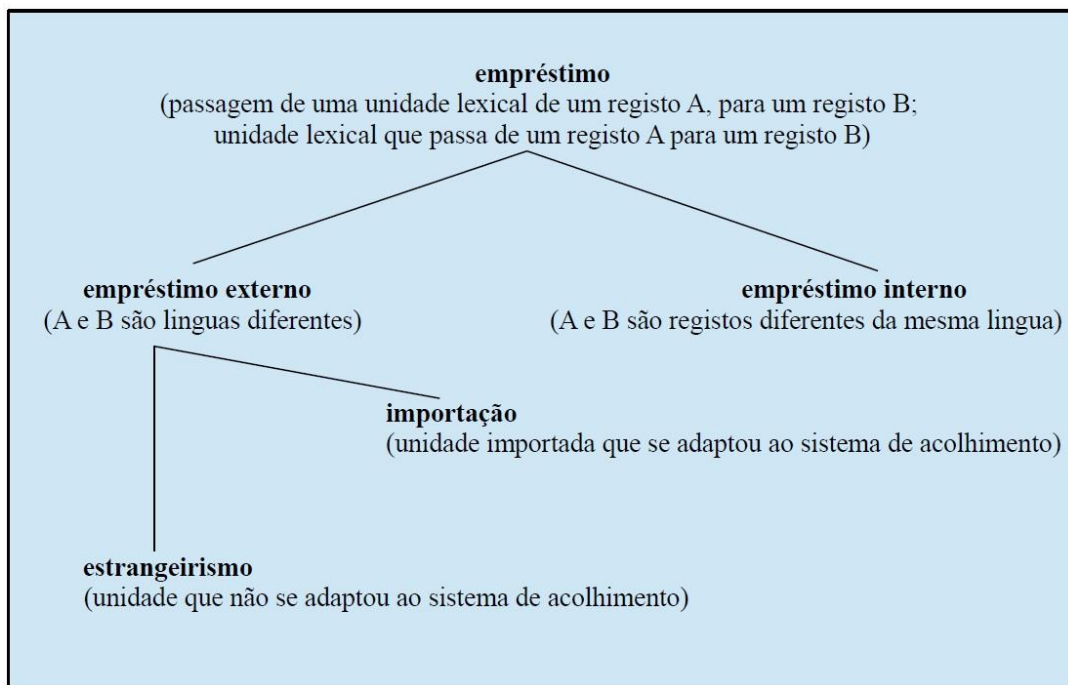 empréstimo
(passagem de uma unidade lexical de um registo A, para um registo B;
unidade lexical que passa de um registo A para um registo B)
empréstimo externo
(A e B são linguas diferentes)
empréstimo interno
(A e B são registos diferentes da mesma lingua)
importação
(unidade importada que se adaptou ao sistema de acolhimento)
estrangeirismo
(unidade que não se adaptou ao sistema de acolhimento)